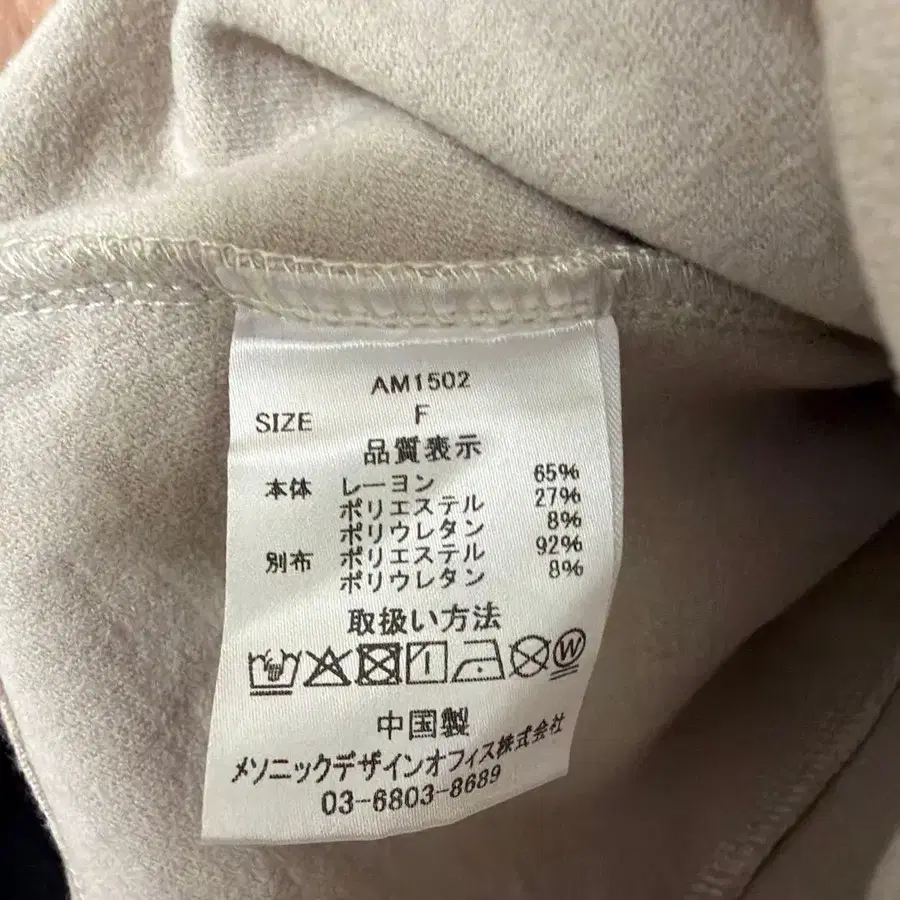 AM1502
SIZE F
品質表示
本体 レーヨン 65%
ポリエステル 27%
ポリウレタン 8%
別布 ポリエステル 92%
ポリウレタン 8%
取扱い方法
W
中国製
メソニックデザインオフィス株式会社
03-6803-8689